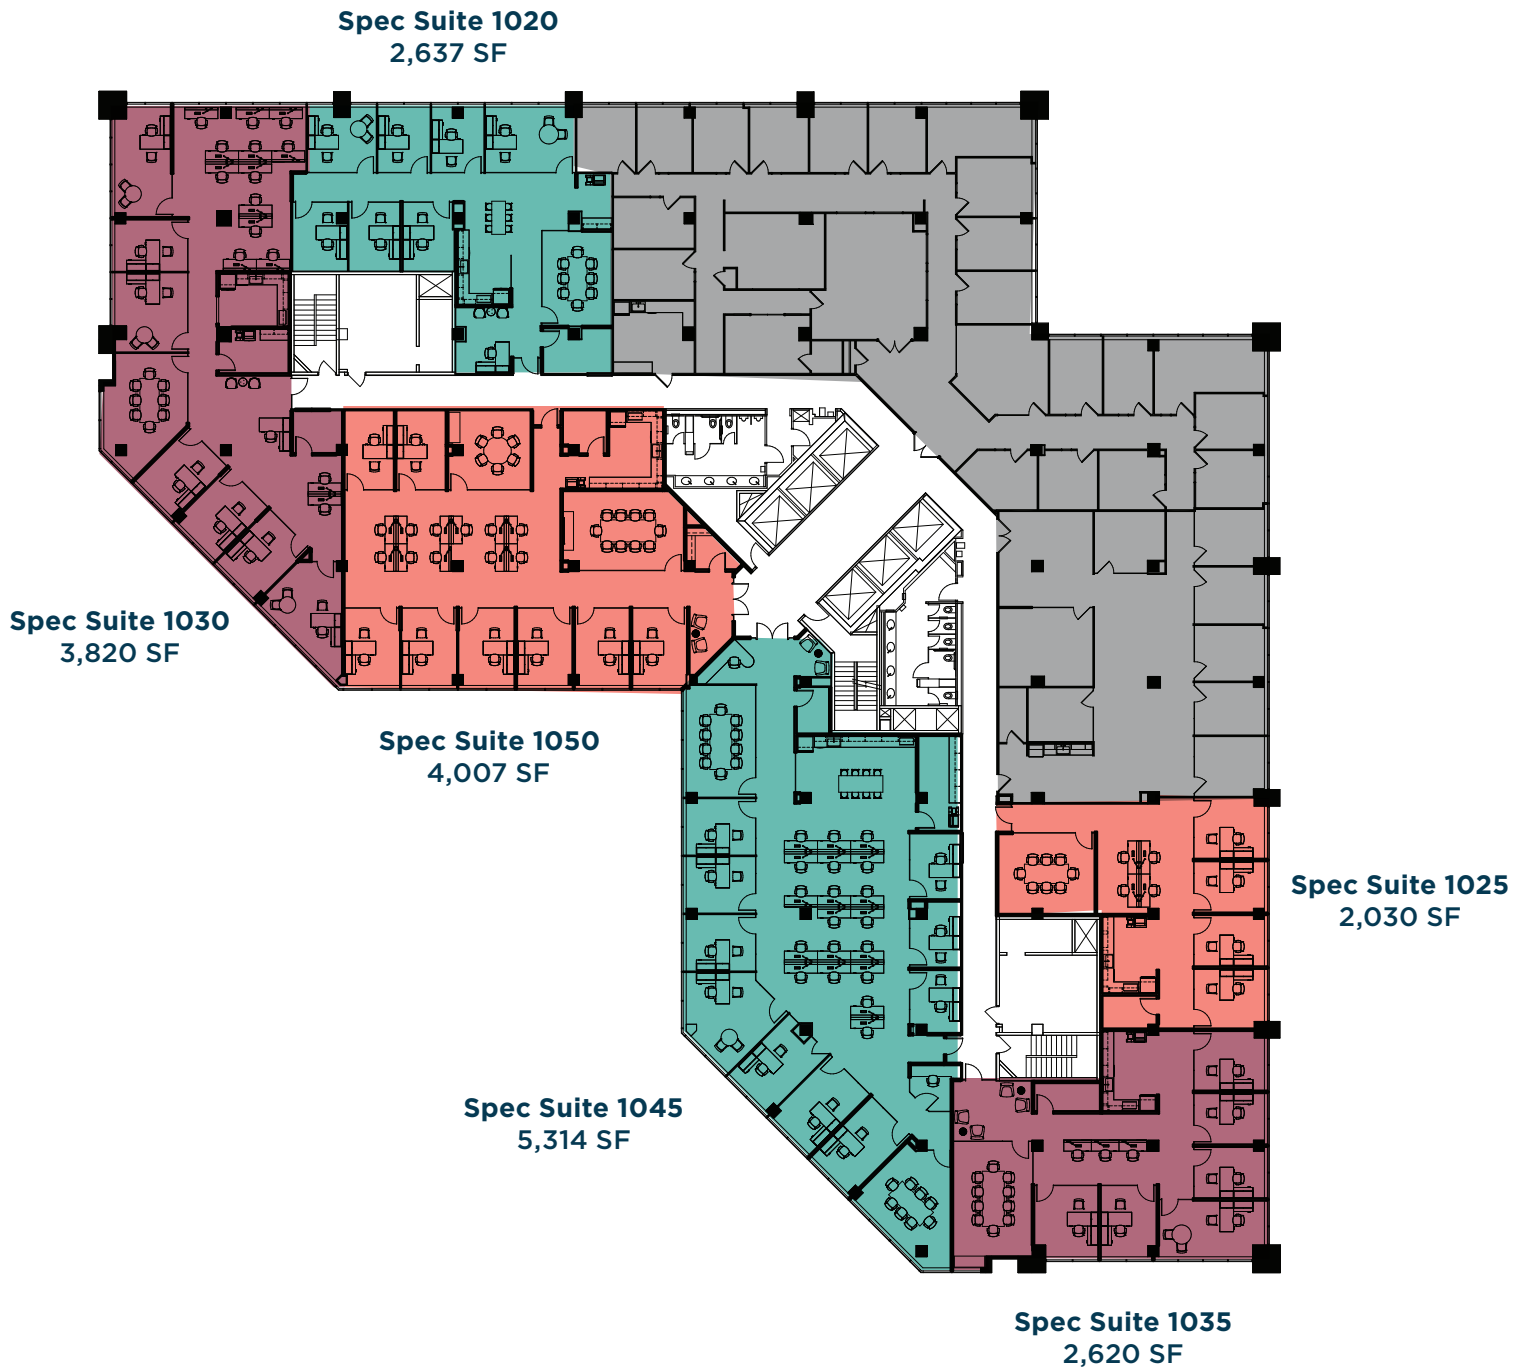 Spec Suite 1020
2,637 SF
Spec Suite 1030
3,820 SF
Spec Suite 1050
4,007 SF
Spec Suite 1025
2,030 SF
Spec Suite 1045
5,314 SF
Spec Suite 1035
2,620 SF